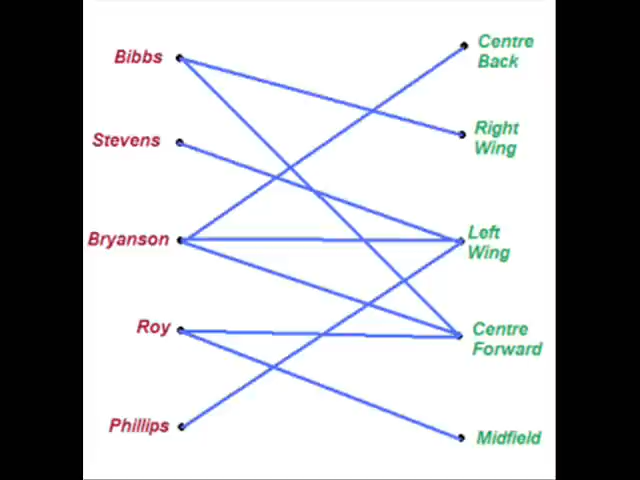 Bibbs
Stevens
Bryanson
Roy
Phillips
Centre
Back
Right
Wing
Left
Wing
Centre
Forward
Midfield